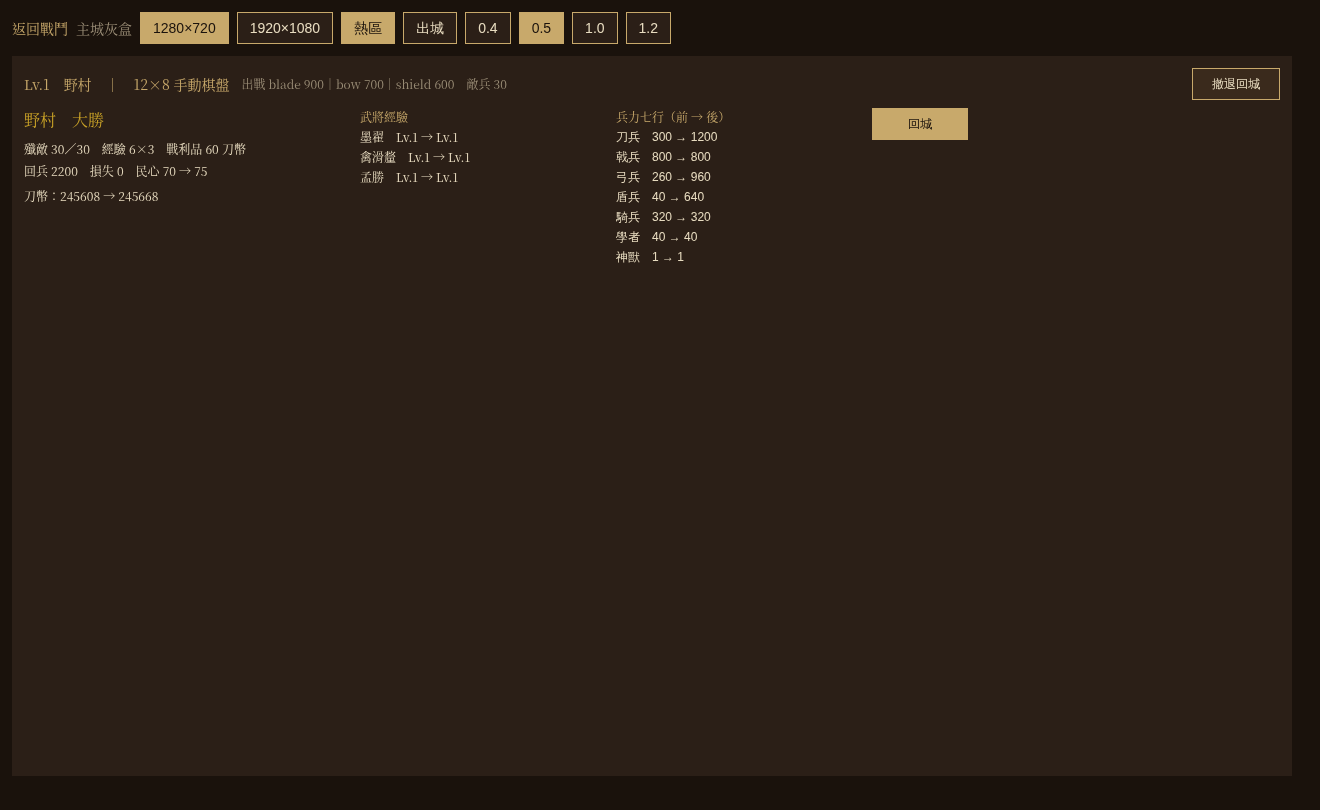 返回戰鬥 主城灰盒 1280×720 1920×1080 熱區 出城 0.4 0.5 1.0 1.2
Lv.1 野村 ｜ 12×8 手動棋盤 出戰 blade 900｜bow 700｜shield 600 敵兵 30 撤退回城
野村 大勝
殲敵 30／30 經驗 6×3 戰利品 60 刀幣
回兵 2200 損失 0 民心 70 → 75
刀幣：245608 → 245668
武將經驗
墨翟 Lv.1 → Lv.1
禽滑釐 Lv.1 → Lv.1
孟勝 Lv.1 → Lv.1
兵力七行（前 → 後）
刀兵 300 → 1200
戟兵 800 → 800
弓兵 260 → 960
盾兵 40 → 640
騎兵 320 → 320
學者 40 → 40
神獸 1 → 1
回城